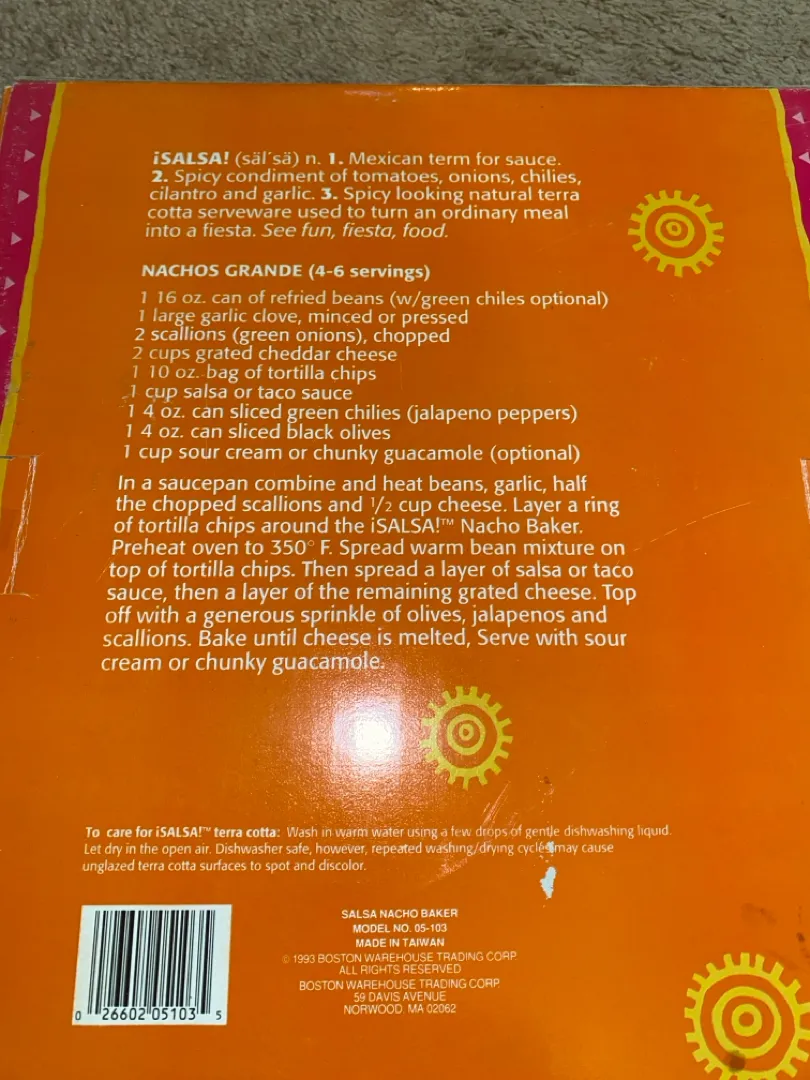 ¡SALSA! (säl'sä) n. 1. Mexican term for sauce.
2. Spicy condiment of tomatoes, onions, chilies,
cilantro and garlic. 3. Spicy looking natural terra
cotta serveware used to turn an ordinary meal
into a fiesta. See fun, fiesta, food.
NACHOS GRANDE (4-6 servings)
1 16 oz. can of refried beans (w/green chiles optional)
1 large garlic clove, minced or pressed
2 scallions (green onions), chopped
2 cups grated cheddar cheese
1 10 oz. bag of tortilla chips
1 cup salsa or taco sauce
1 4 oz. can sliced green chilies (jalapeno peppers)
1 4 oz. can sliced black olives
1 cup sour cream or chunky guacamole (optional)
In a saucepan combine and heat beans, garlic, half
the chopped scallions and 1/2 cup cheese. Layer a ring
of tortilla chips around the ¡SALSA!™ Nacho Baker.
Preheat oven to 350° F. Spread warm bean mixture on
top of tortilla chips. Then spread a layer of salsa or taco
sauce, then a layer of the remaining grated cheese. Top
off with a generous sprinkle of olives, jalapenos and
scallions. Bake until cheese is melted, Serve with sour
cream or chunky guacamole.
To care for ¡SALSA!™ terra cotta: Wash in warm water using a few drops of gentle dishwashing liquid.
Let dry in the open air. Dishwasher safe, however, repeated washing/drying cycles may cause
unglazed terra cotta surfaces to spot and discolor.
SALSA NACHO BAKER
MODEL NO. 05-103
MADE IN TAIWAN
© 1993 BOSTON WAREHOUSE TRADING CORP.
ALL RIGHTS RESERVED
BOSTON WAREHOUSE TRADING CORP.
59 DAVIS AVENUE
NORWOOD, MA 02062
0 26602 05103 5